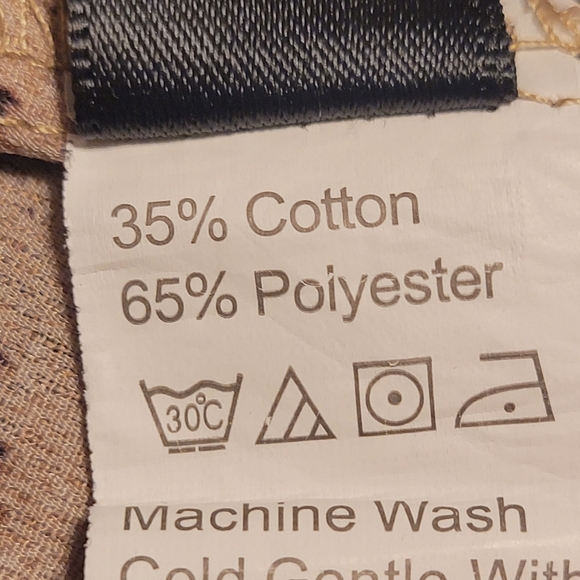 35% Cotton
65% Polyester
30°C
Machine Wash
Cold Gentle With